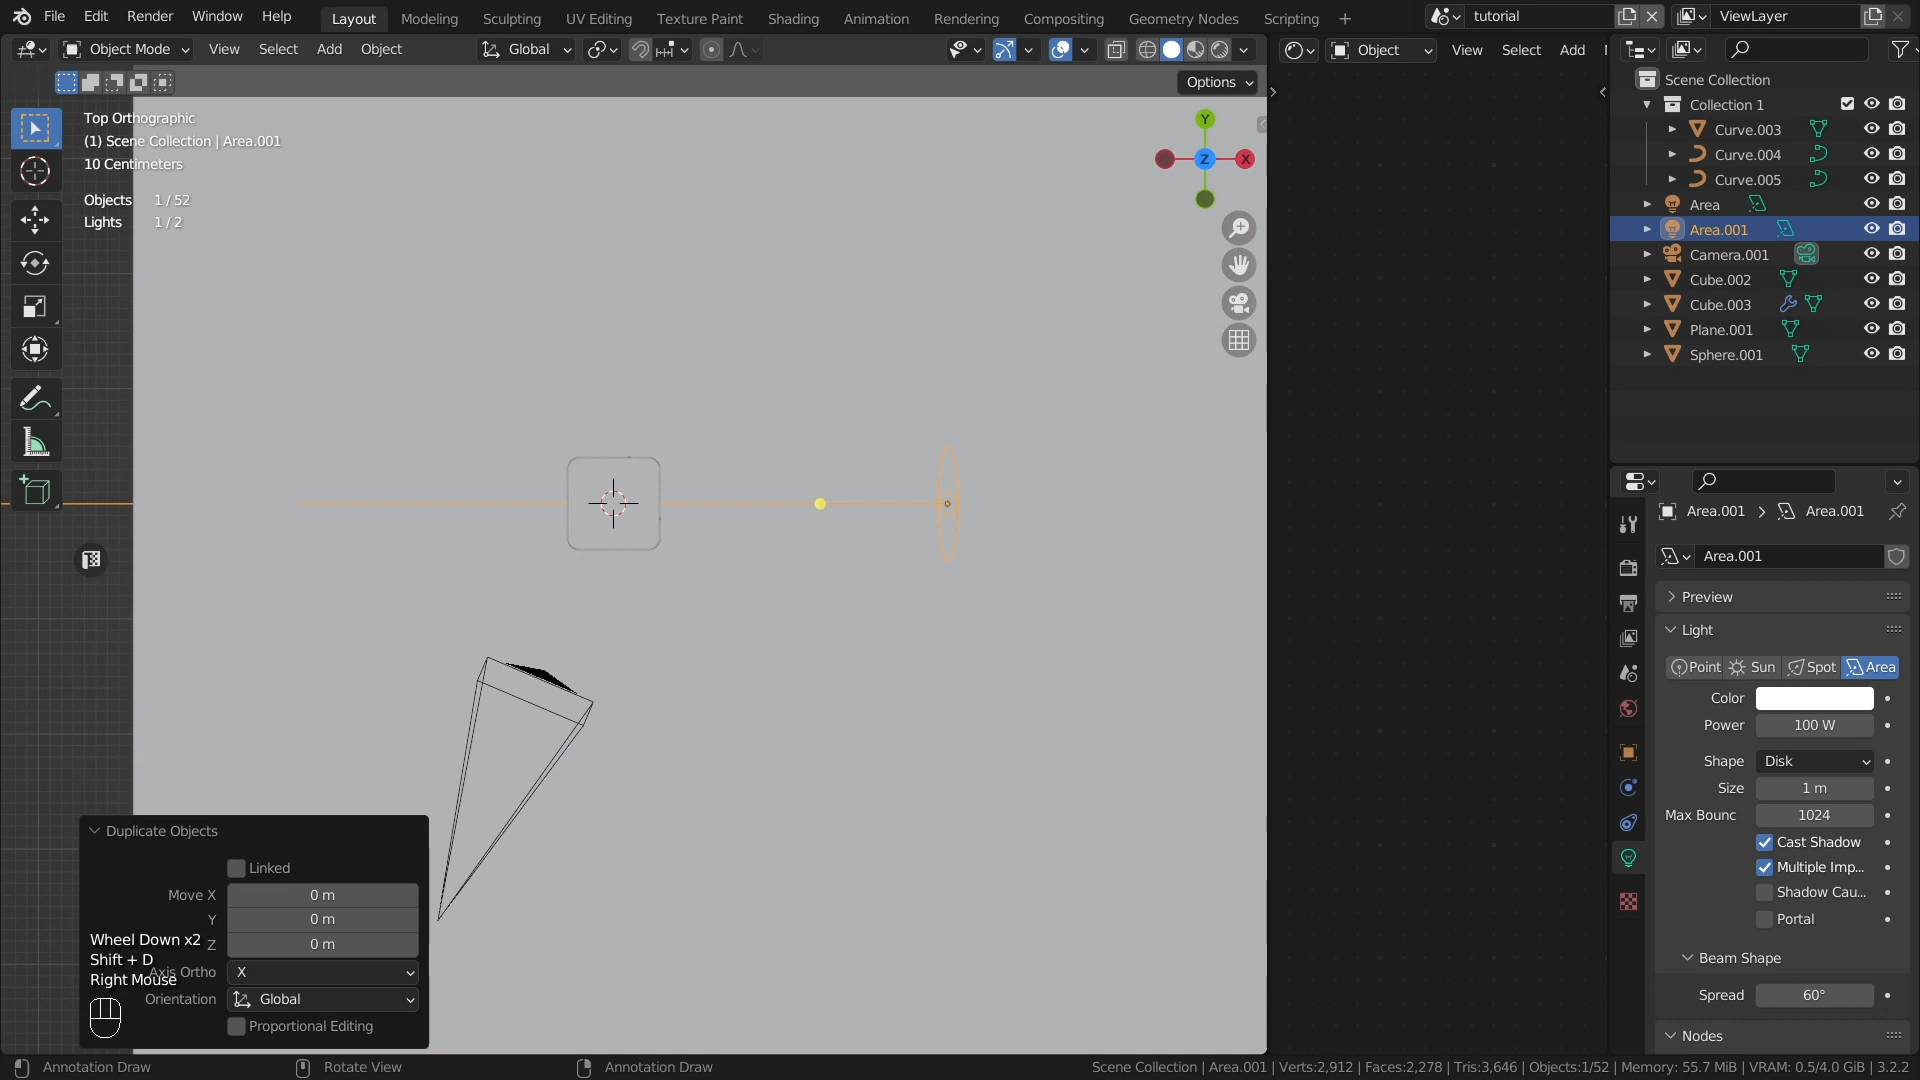 File Edit Render Window Help Layout Modeling Sculpting UV Editing Texture Paint Shading Animation Rendering Compositing Geometry Nodes Scripting + tutorial ViewLayer
Object Mode View Select Add Object Global Object View Select Add
Options
Top Orthographic
(1) Scene Collection | Area.001
10 Centimeters
Objects 1 / 52
Lights 1 / 2
Y
Z
X
Scene Collection
Collection 1
Curve.003
Curve.004
Curve.005
Area
Area.001
Camera.001
Cube.002
Cube.003
Plane.001
Sphere.001
Area.001 > Area.001
Area.001
Preview
Light
Point Sun Spot Area
Color
Power 100 W
Shape Disk
Size 1 m
Max Bounc 1024
Cast Shadow
Multiple Imp...
Shadow Cau...
Portal
Beam Shape
Spread 60°
Nodes
Duplicate Objects
Linked
Move X 0 m
Y 0 m
Z 0 m
Axis Ortho X
Orientation Global
Proportional Editing
Wheel Down x2
Shift + D
Right Mouse
Annotation Draw Rotate View Annotation Draw Scene Collection | Area.001 | Verts:2,912 | Faces:2,278 | Tris:3,646 | Objects:1/52 | Memory: 55.7 MiB | VRAM: 0.5/4.0 GiB | 3.2.2